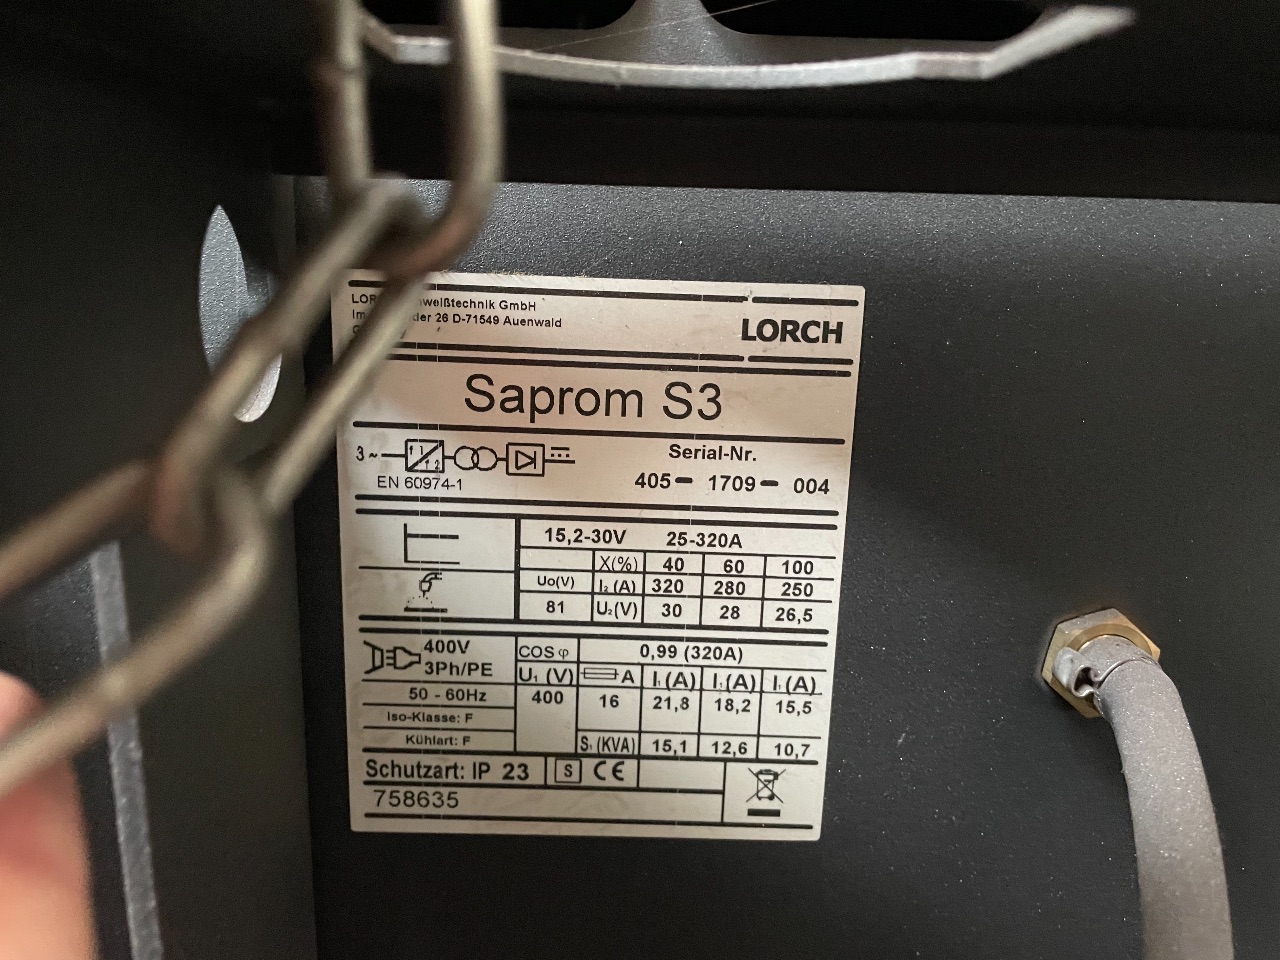 LOR weißtechnik GmbH
Im der 26 D-71549 Auenwald
LORCH
Saprom S3
3~
EN 60974-1
Serial-Nr.
405 - 1709 - 004
15,2-30V 25-320A
X(%) 40 60 100
Uo(V) I₂ (A) 320 280 250
81 U₂(V) 30 28 26,5
400V
3Ph/PE
COS φ 0,99 (320A)
U₁ (V) A I₁(A) I₁(A) I₁(A)
50 - 60Hz 400 16 21,8 18,2 15,5
Iso-Klasse: F
Kühlart: F S₁ (KVA) 15,1 12,6 10,7
Schutzart: IP 23 S CE
758635